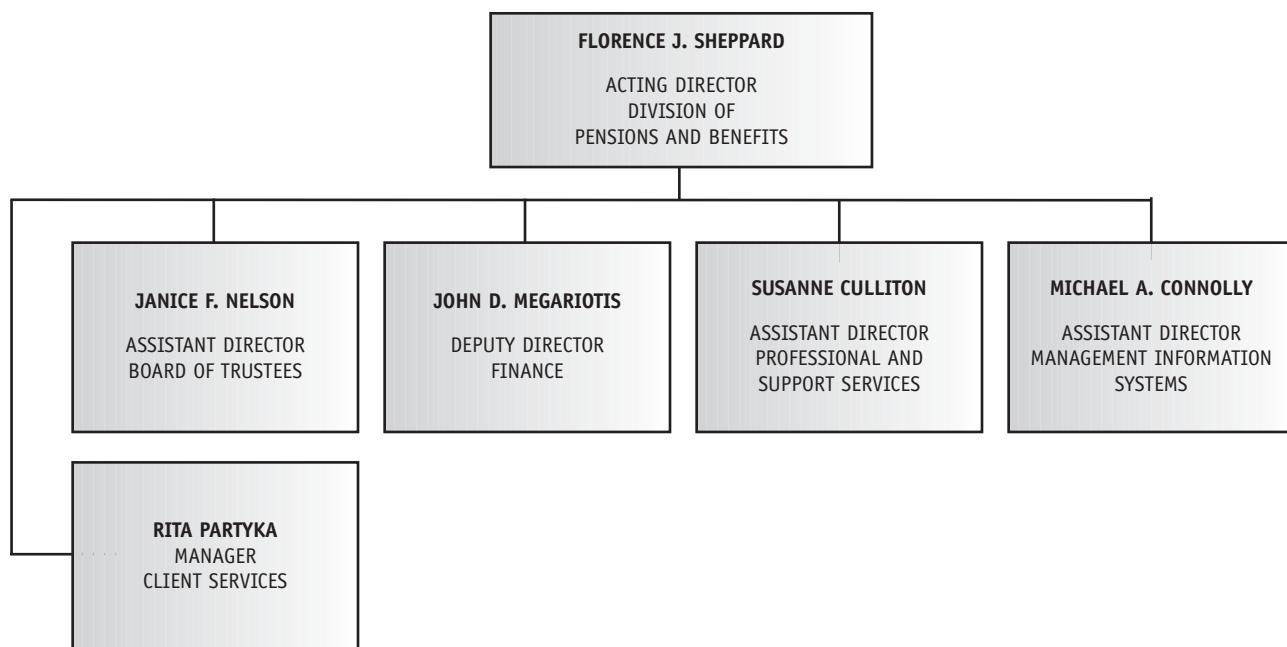 FLORENCE J. SHEPPARD
ACTING DIRECTOR
DIVISION OF
PENSIONS AND BENEFITS
JANICE F. NELSON
ASSISTANT DIRECTOR
BOARD OF TRUSTEES
JOHN D. MEGARIOTIS
DEPUTY DIRECTOR
FINANCE
SUSANNE CULLITON
ASSISTANT DIRECTOR
PROFESSIONAL AND
SUPPORT SERVICES
MICHAEL A. CONNOLLY
ASSISTANT DIRECTOR
MANAGEMENT INFORMATION
SYSTEMS
RITA PARTYKA
MANAGER
CLIENT SERVICES